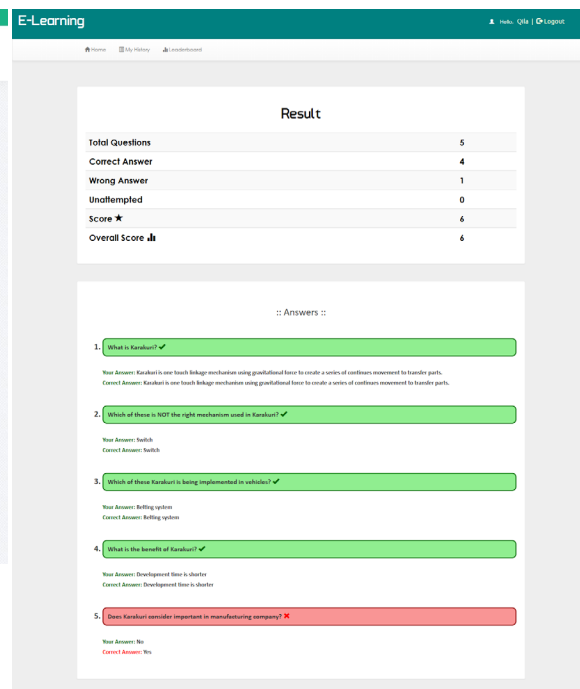 E-Learning
Hello, Qila | Logout
Home My History Leaderboard
Result
Total Questions 5
Correct Answer 4
Wrong Answer 1
Unattempted 0
Score 6
Overall Score 6
:: Answers ::
1. What is Karakuri?
Your Answer: Karakuri is one touch linkage mechanism using gravitational force to create a series of continues movement to transfer parts.
Correct Answer: Karakuri is one touch linkage mechanism using gravitational force to create a series of continues movement to transfer parts.
2. Which of these is NOT the right mechanism used in Karakuri?
Your Answer: Switch
Correct Answer: Switch
3. Which of these Karakuri is being implemented in vehicles?
Your Answer: Belting system
Correct Answer: Belting system
4. What is the benefit of Karakuri?
Your Answer: Development time is shorter
Correct Answer: Development time is shorter
5. Does Karakuri consider important in manufacturing company?
Your Answer: No
Correct Answer: Yes